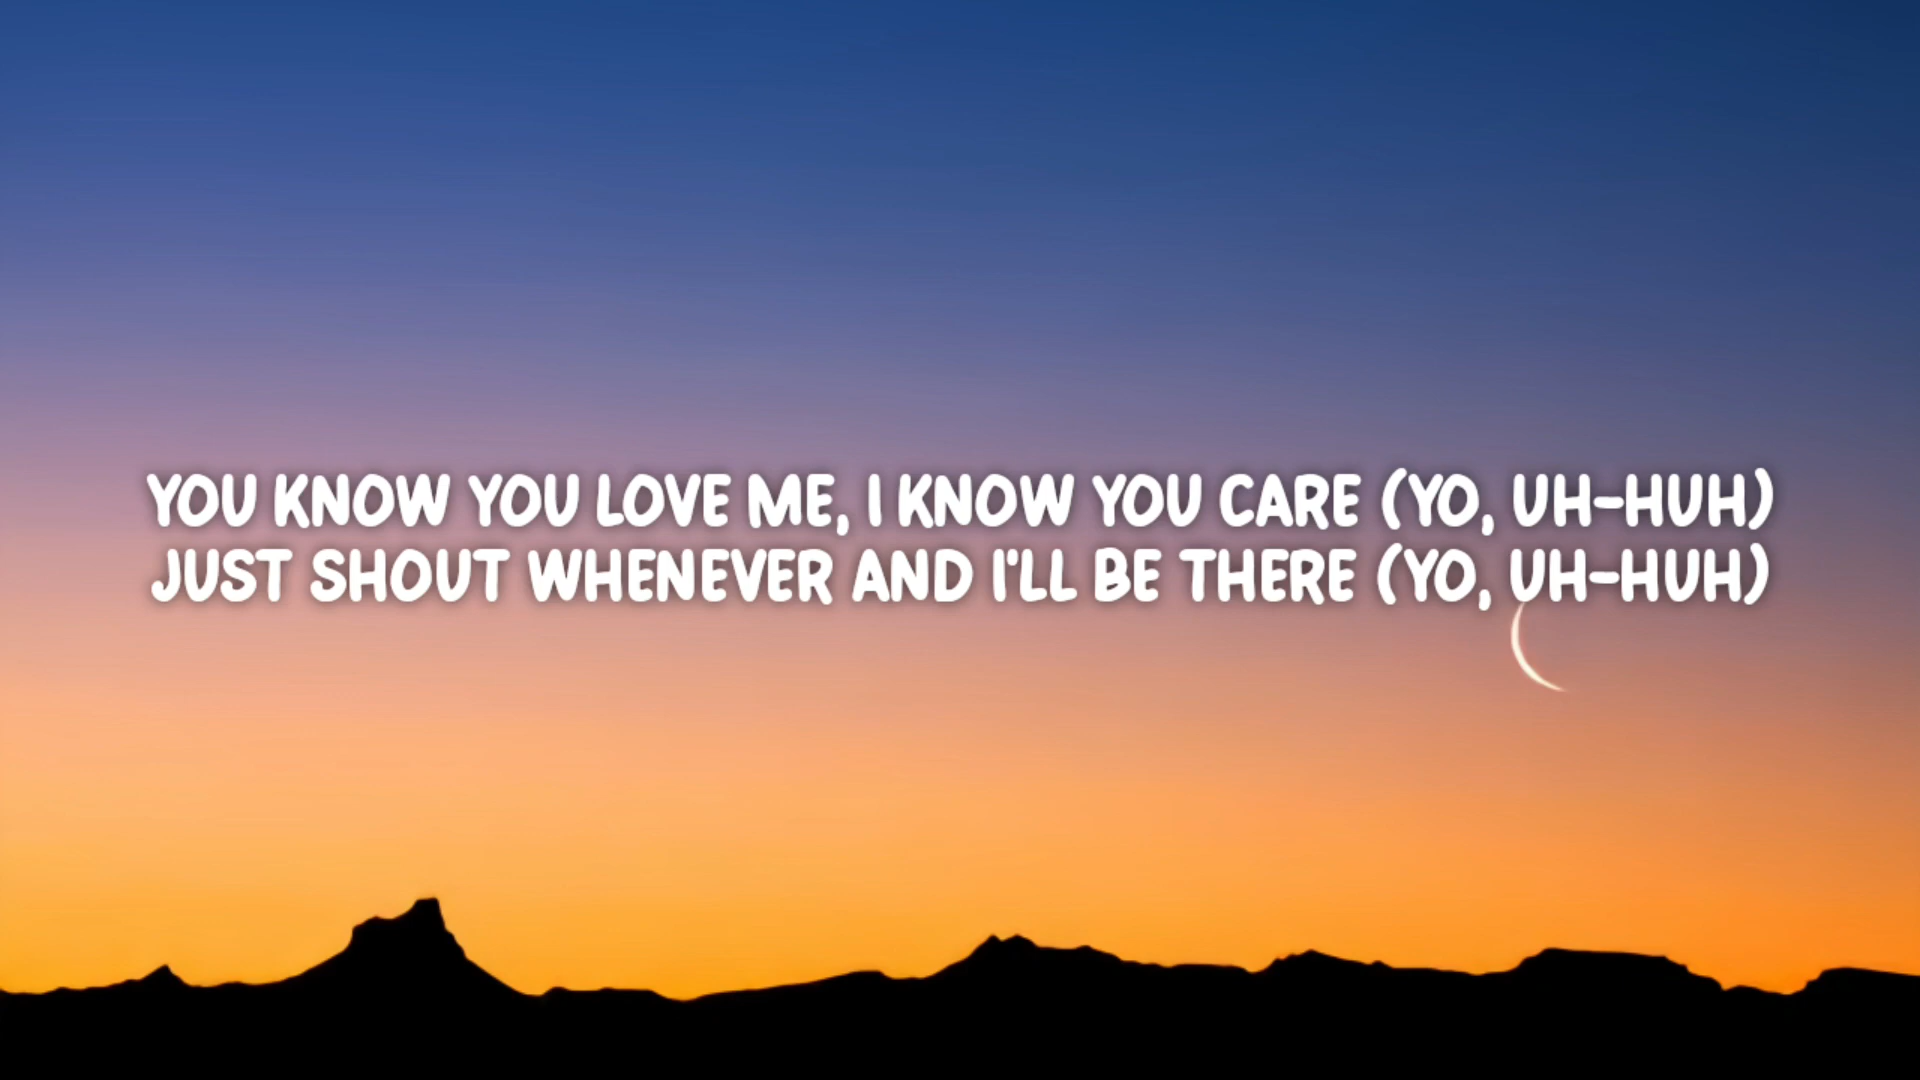 YOU KNOW YOU LOVE ME, I KNOW YOU CARE (YO, UH-HUH)
JUST SHOUT WHENEVER AND I'LL BE THERE (YO, UH-HUH)